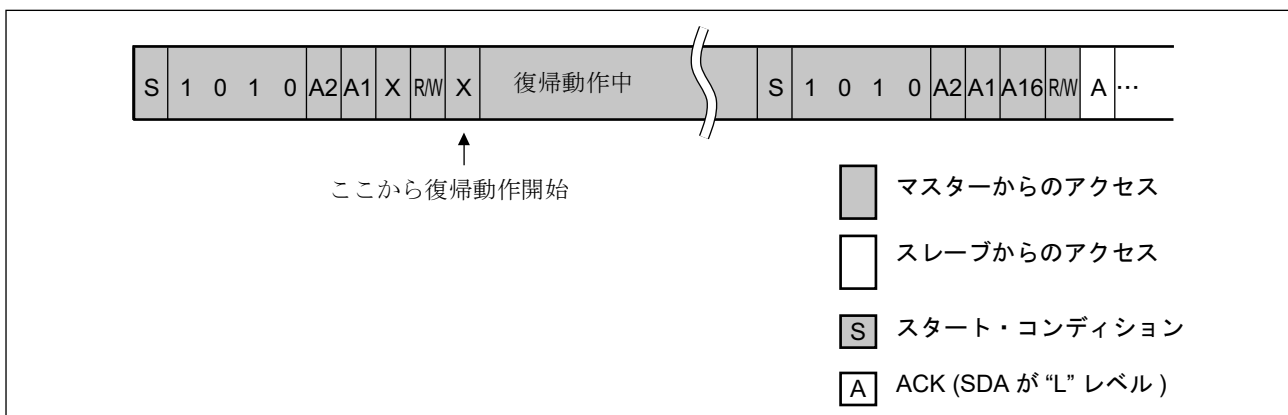 S 1 0 1 0 A2 A1 X R/W X 復帰動作中 S 1 0 1 0 A2 A1 A16 R/W A …
ここから復帰動作開始
マスターからのアクセス
スレーブからのアクセス
S スタート・コンディション
A ACK (SDA が “L” レベル )